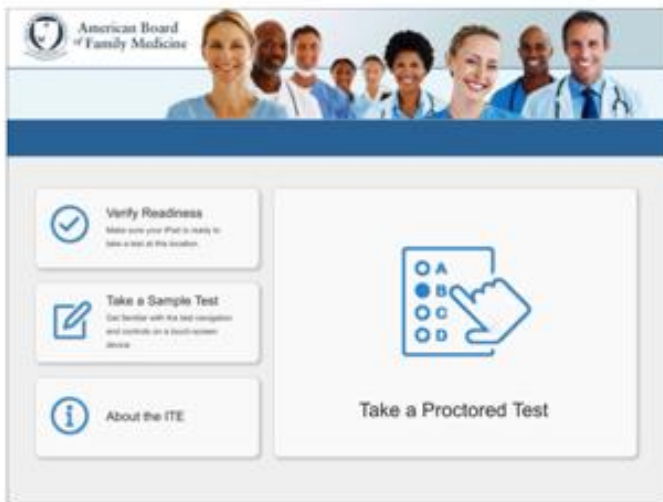 American Board
of Family Medicine
Verify Readiness
Make sure your iPad is ready to
take a test at this location.
Take a Sample Test
Get familiar with the test navigation
and controls on a touch-screen
device
About the ITE
A
B
C
D
Take a Proctored Test